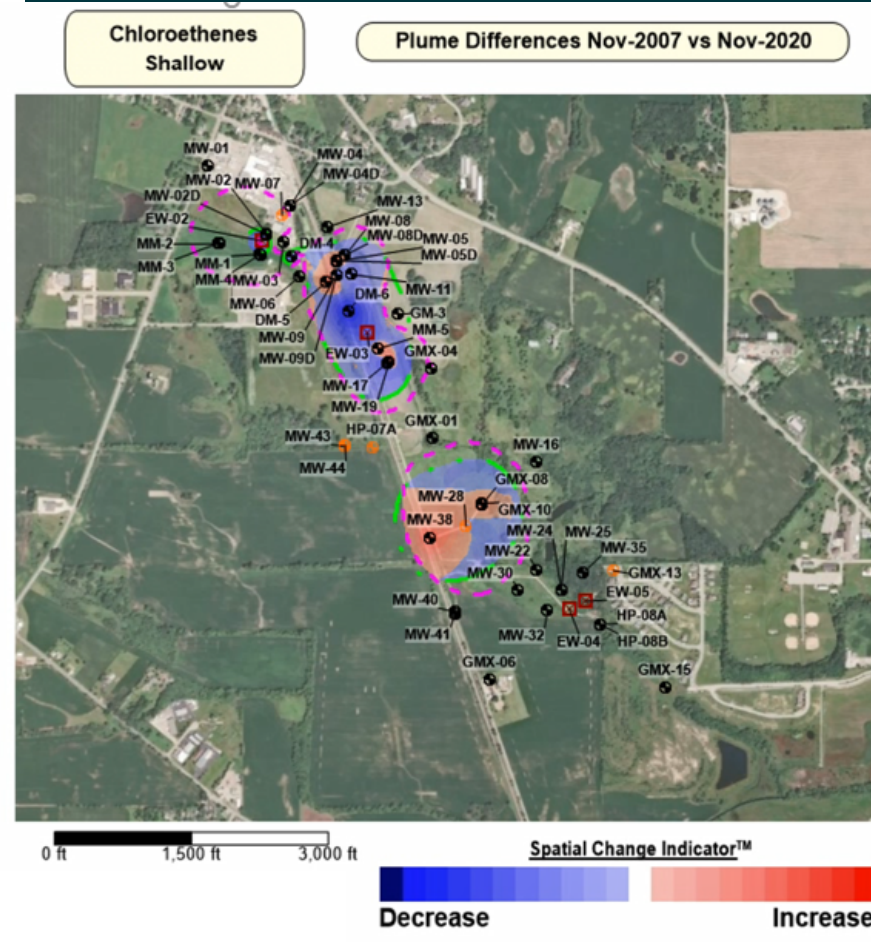 Chloroethenes
Shallow
Plume Differences Nov-2007 vs Nov-2020
MW-01
MW-04
MW-02
MW-07
MW-04D
MW-02D
MW-13
EW-02
MW-08
MM-2
DM-4
MW-08D
MW-05
MW-05D
MM-3
MM-1
MM-4
MW-03
MW-11
MW-06
DM-6
DM-5
GM-3
MW-09
MM-5
MW-09D
EW-03
GMX-04
MW-17
MW-19
GMX-01
MW-43
HP-07A
MW-16
MW-44
GMX-08
MW-28
GMX-10
MW-38
MW-24
MW-25
MW-22
MW-35
MW-30
GMX-13
EW-05
MW-40
HP-08A
MW-41
MW-32
EW-04
HP-08B
GMX-06
GMX-15
0 ft
1,500 ft
3,000 ft
Spatial Change Indicator™
Decrease
Increase